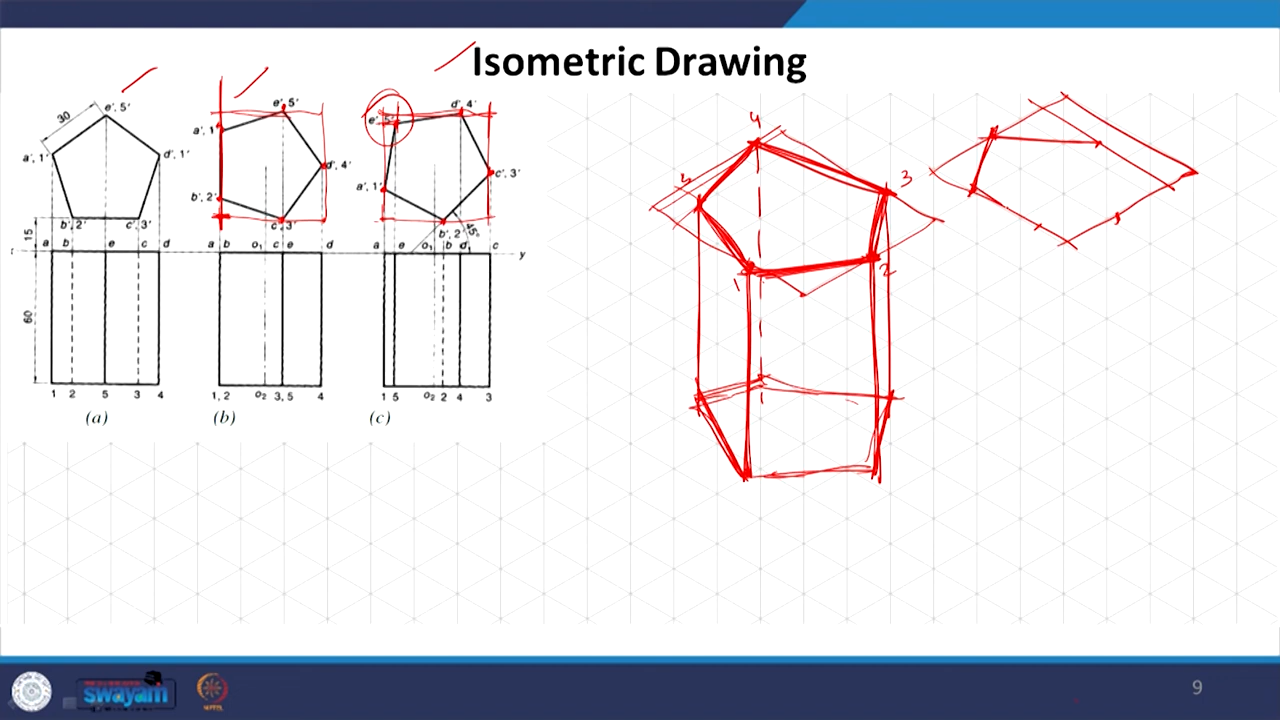 Isometric Drawing
30
e', 5'
a', 1'
d', 1'
b', 2'
c', 3'
15
a b e c d
60
1 2 5 3 4
(a)
e', 5'
a', 1'
d', 4'
b', 2'
c', 3'
a b o₁ c e d
1, 2 o₂ 3, 5 4
(b)
d', 4'
e', 5'
c', 3'
a', 1'
45°
b', 2'
a e o₁ b d c
y
1 5 o₂ 2 4 3
(c)
4
3
5
1
2
swayam
9